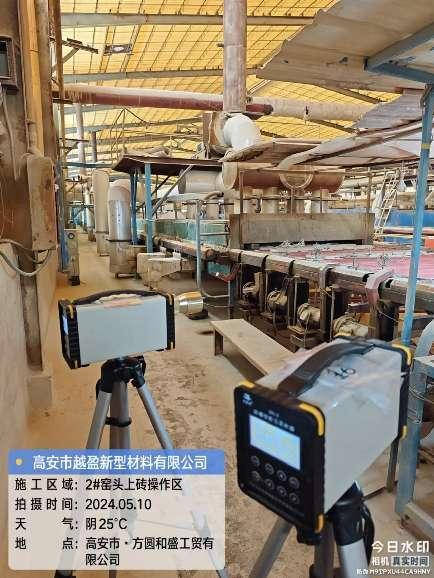 16
高安市越盈新型材料有限公司
施工区域：2#窑头上砖操作区
拍摄时间：2024.05.10
天气：阴25℃
地点：高安市·方圆和盛工贸有
限公司
今日水印
相机 真实时间